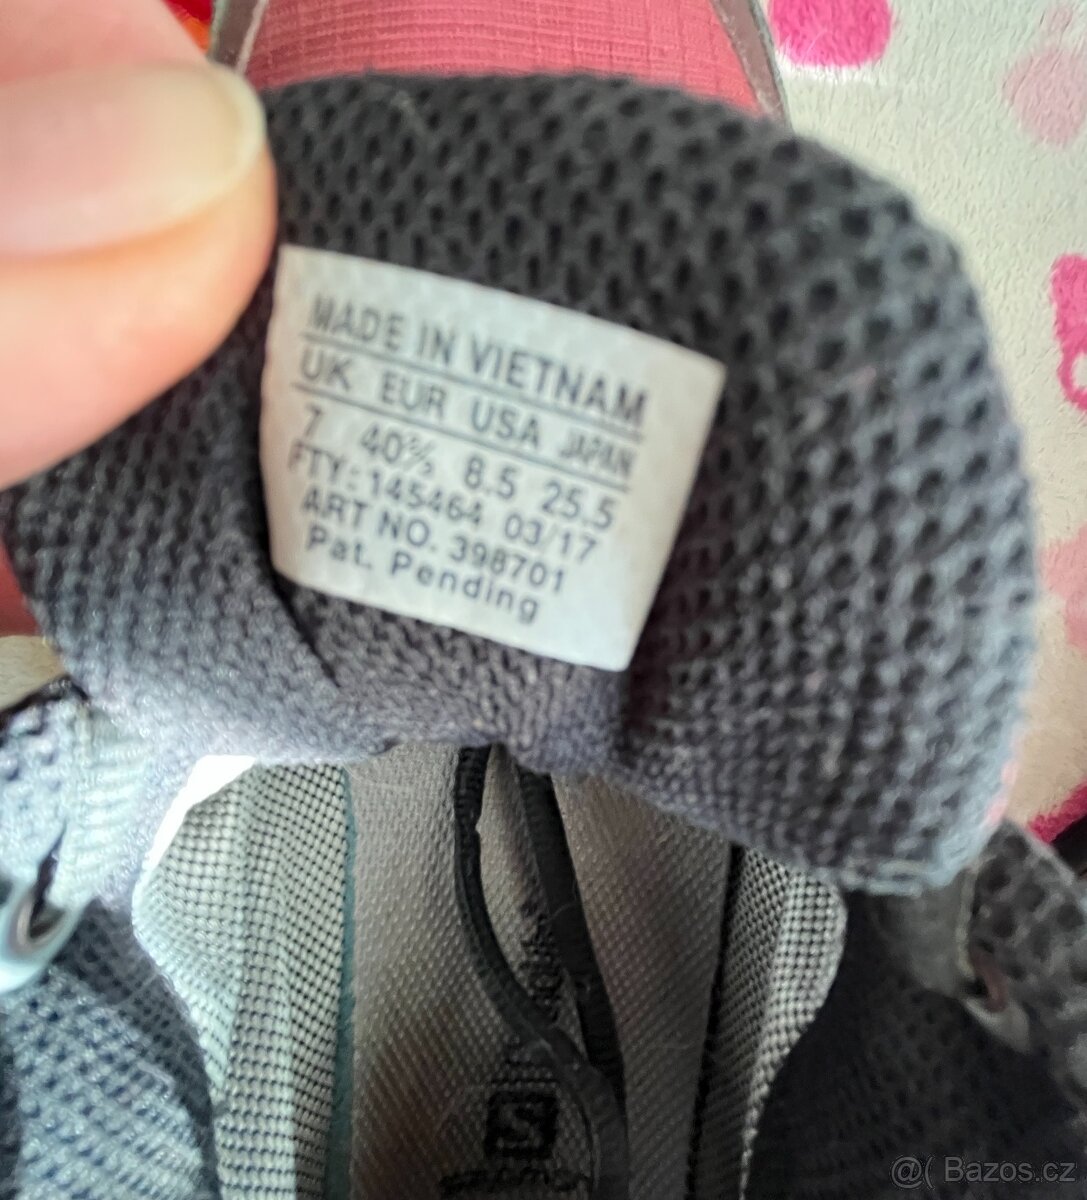 MADE IN VIETNAM
UK EUR USA JAPAN
7 40⅔ 8.5 25.5
FTY: 145464 03/17
ART NO. 398701
Pat. Pending
S
@( Bazos.cz